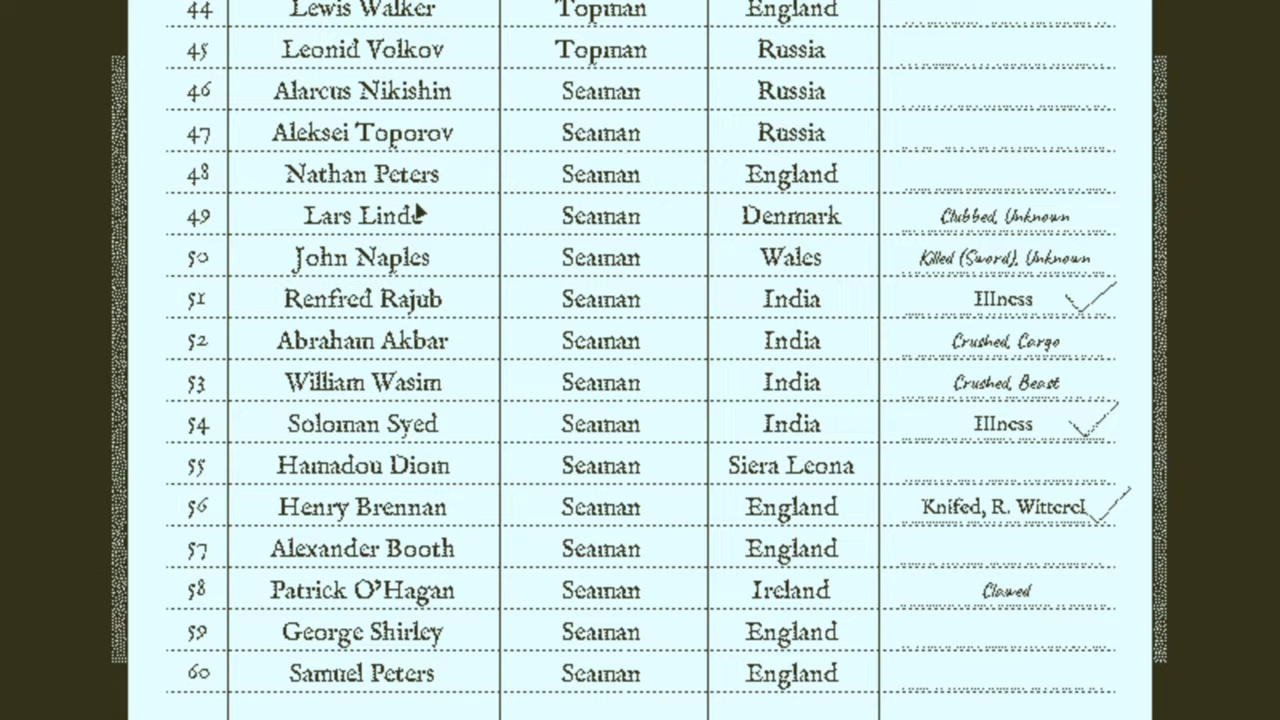 44 Lewis Walker Topman England
45 Leonid Volkov Topman Russia
46 Alarcus Nikishin Seaman Russia
47 Aleksei Toporov Seaman Russia
48 Nathan Peters Seaman England
49 Lars Linde Seaman Denmark Clubbed, Unknown
50 John Naples Seaman Wales Killed (Sword), Unknown
51 Renfred Rajub Seaman India Illness
52 Abraham Akbar Seaman India Crushed, Cargo
53 William Wasim Seaman India Crushed, Beast
54 Soloman Syed Seaman India Illness
55 Hamadou Diom Seaman Siera Leona
56 Henry Brennan Seaman England Knifed, R. Witterel
57 Alexander Booth Seaman England
58 Patrick O'Hagan Seaman Ireland Clawed
59 George Shirley Seaman England
60 Samuel Peters Seaman England